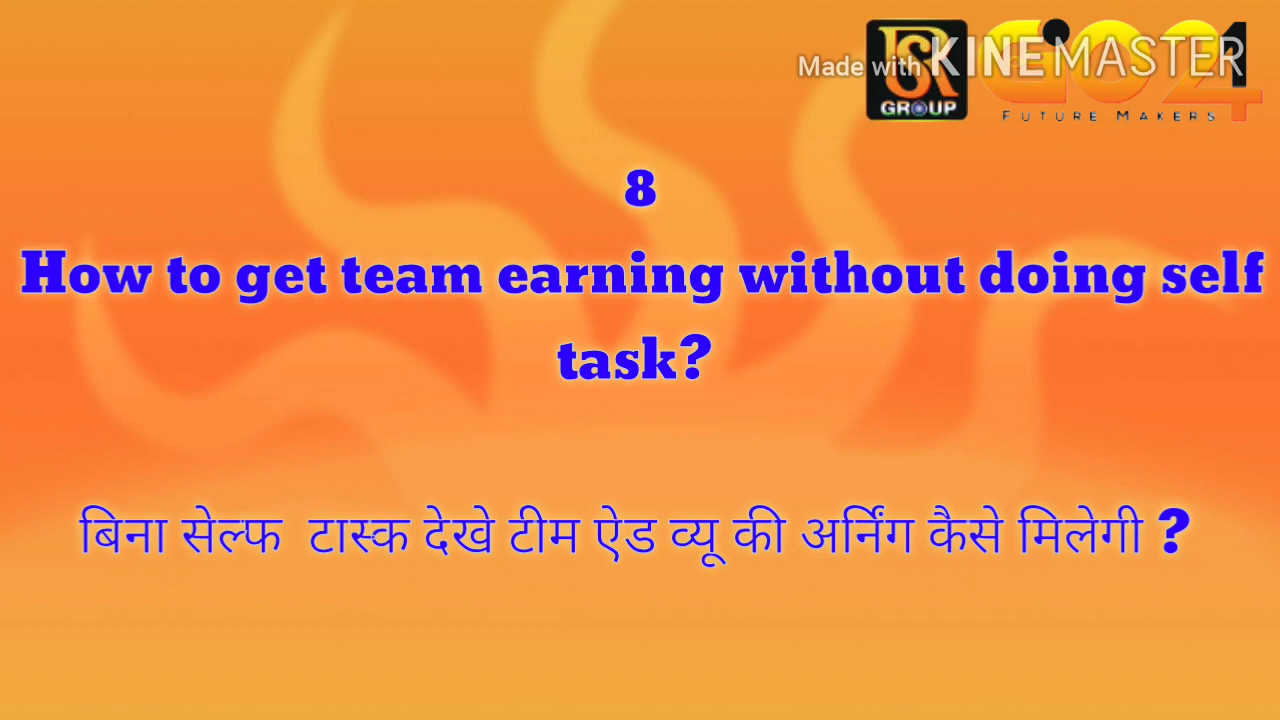 Made with KINEMASTER
GROUP
FUTURE MAKERS
8
How to get team earning without doing self
task?
बिना सेल्फ टास्क देखे टीम ऐड व्यू की अर्निंग कैसे मिलेगी ?